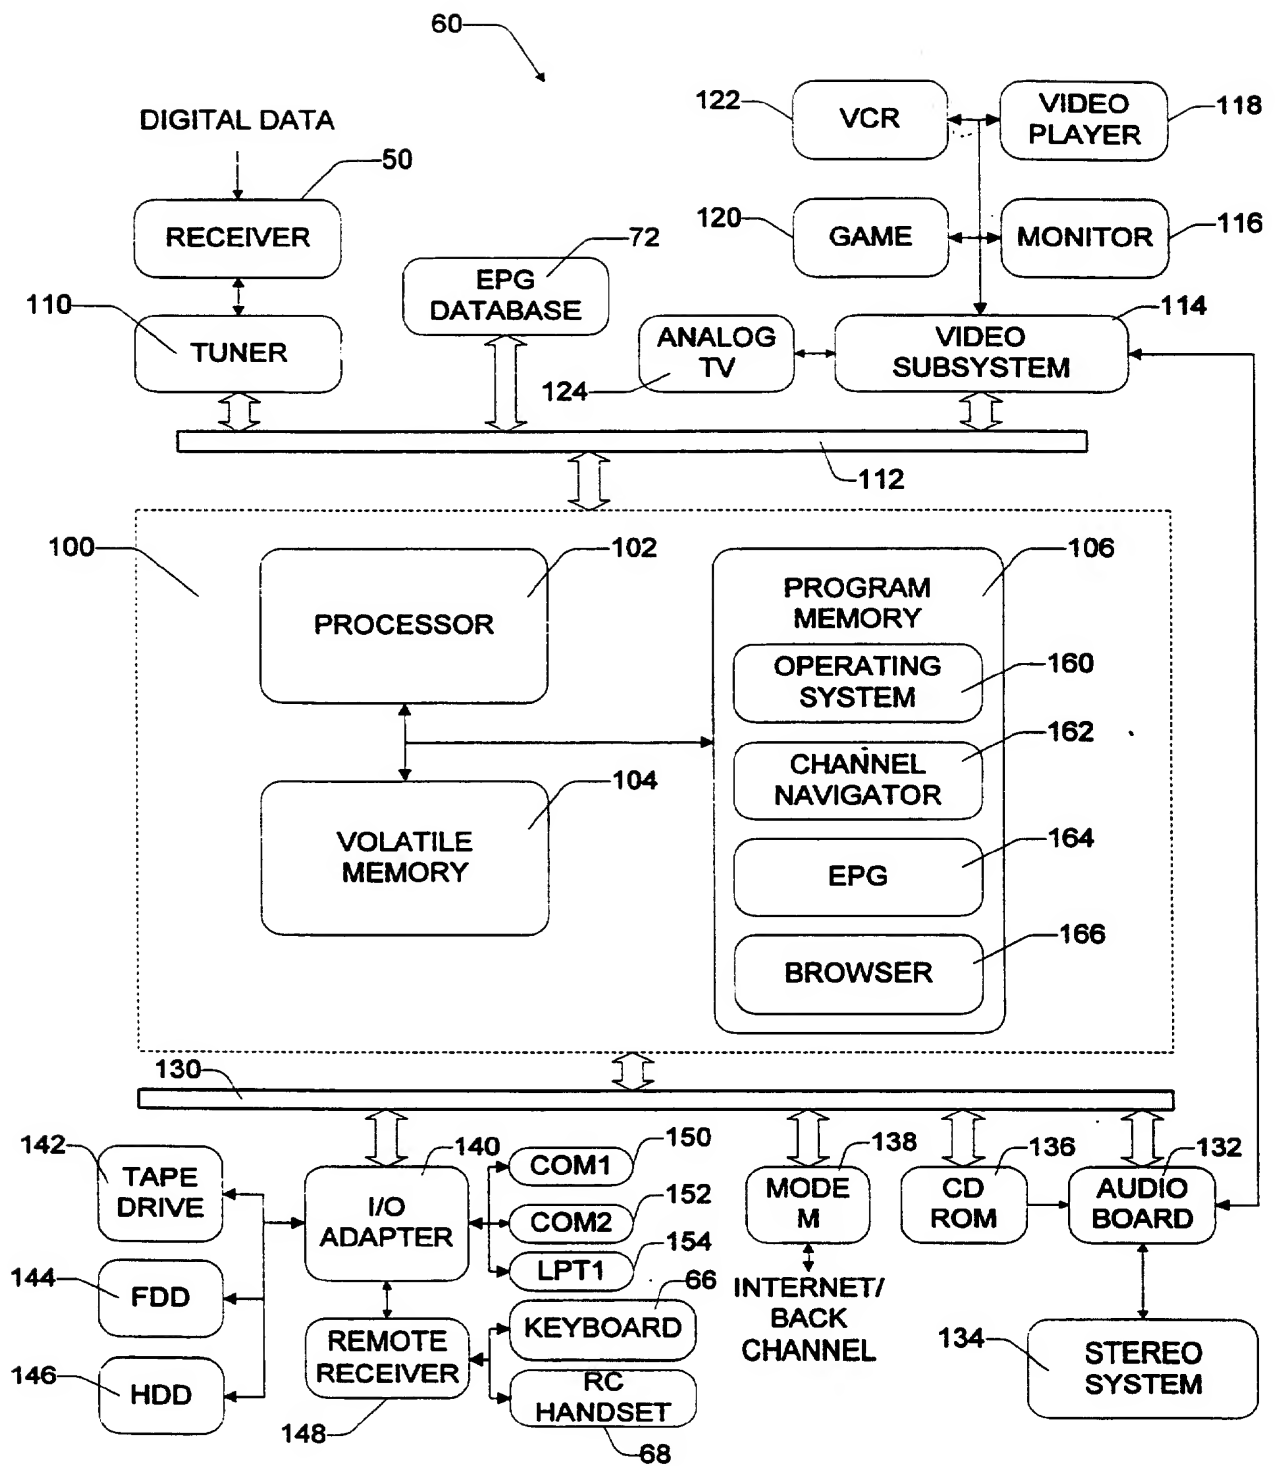 60
DIGITAL DATA
50
RECEIVER
110
TUNER
72
EPG
DATABASE
122
VCR
VIDEO
PLAYER
118
120
GAME
MONITOR
116
114
ANALOG
TV
124
VIDEO
SUBSYSTEM
112
100
102
PROCESSOR
104
VOLATILE
MEMORY
106
PROGRAM
MEMORY
OPERATING
SYSTEM
160
CHANNEL
NAVIGATOR
162
EPG
164
BROWSER
166
130
142
TAPE
DRIVE
144
FDD
146
HDD
140
I/O
ADAPTER
150
COM1
152
COM2
154
LPT1
REMOTE
RECEIVER
148
66
KEYBOARD
RC
HANDSET
68
138
MODE
M
INTERNET/
BACK
CHANNEL
136
CD
ROM
132
AUDIO
BOARD
134
STEREO
SYSTEM